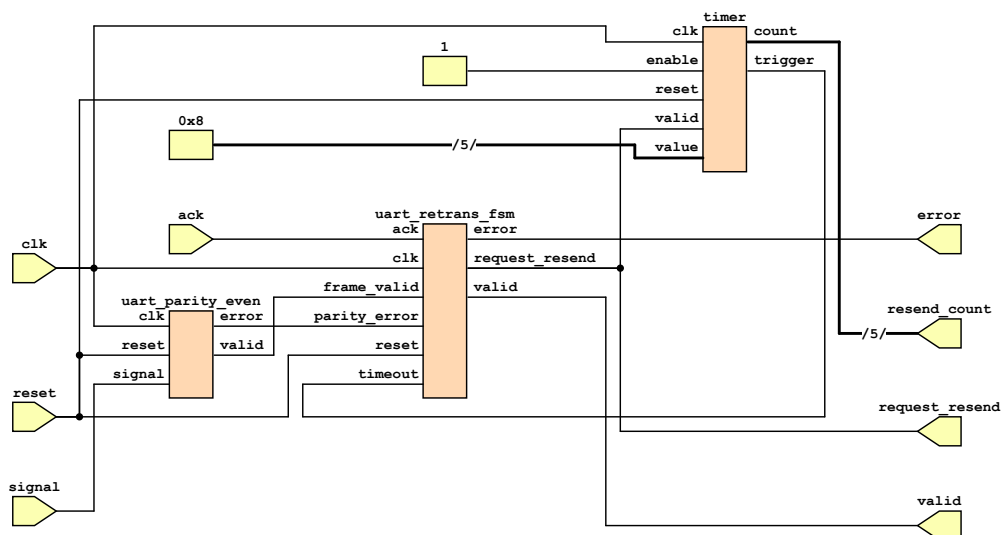 timer
clk
count
1
enable
trigger
reset
0x8
valid
/5/
value
ack
uart_retrans_fsm
error
ack
error
clk
clk
request_resend
uart_parity_even
frame_valid
valid
resend_count
clk
error
parity_error
/5/
reset
valid
reset
signal
timeout
reset
request_resend
signal
valid